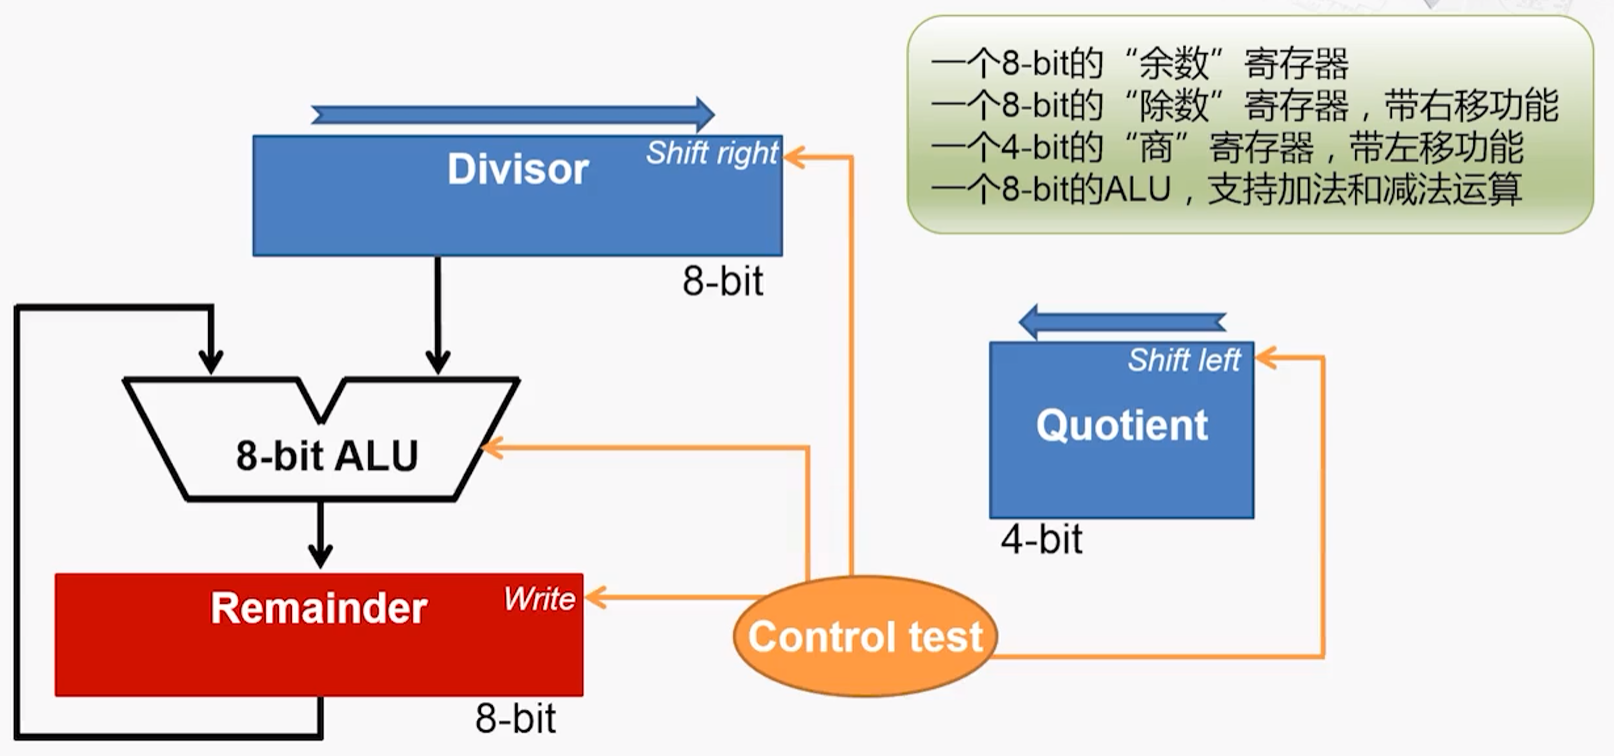 一个8-bit的“余数”寄存器
一个8-bit的“除数”寄存器，带右移功能
一个4-bit的“商”寄存器，带左移功能
一个8-bit的ALU，支持加法和减法运算
Shift right
Divisor
8-bit
Shift left
Quotient
4-bit
8-bit ALU
Write
Remainder
8-bit
Control test